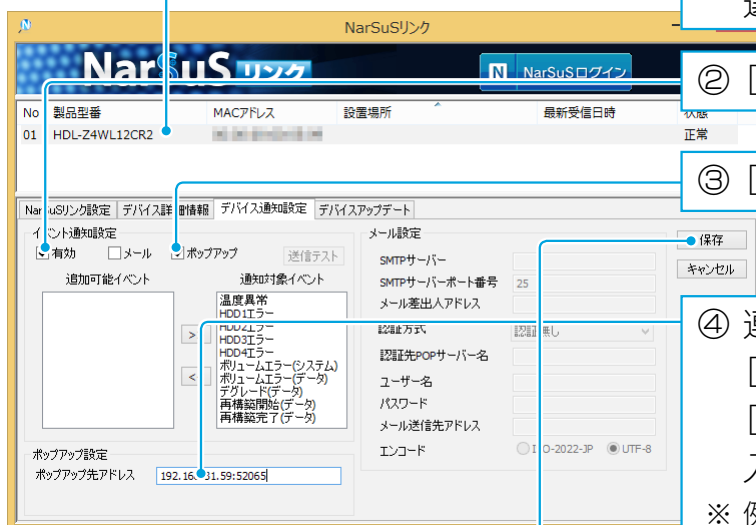 NarSuSリンク
NarSuS リンク
N NarSuSログイン
No 製品型番 MACアドレス 設置場所 最新受信日時 状態
01 HDL-Z4WL12CR2 正常
NarSuSリンク設定 デバイス詳細情報 デバイス通知設定 デバイスアップデート
イベント通知設定
有効 メール ポップアップ 送信テスト
追加可能イベント 通知対象イベント
温度異常
HDD1エラー
HDD2エラー
HDD3エラー
HDD4エラー
ボリュームエラー(システム)
ボリュームエラー(データ)
デグレード(データ)
再構築開始(データ)
再構築完了(データ)
>
<
ポップアップ設定
ポップアップ先アドレス 192.168.31.59:52065
メール設定
SMTPサーバー
SMTPサーバーポート番号 25
メール差出人アドレス
認証方式 認証無し
認証先POPサーバー名
ユーザー名
パスワード
メール送信先アドレス
エンコード ISO-2022-JP UTF-8
保存
キャンセル
②
③
④
※